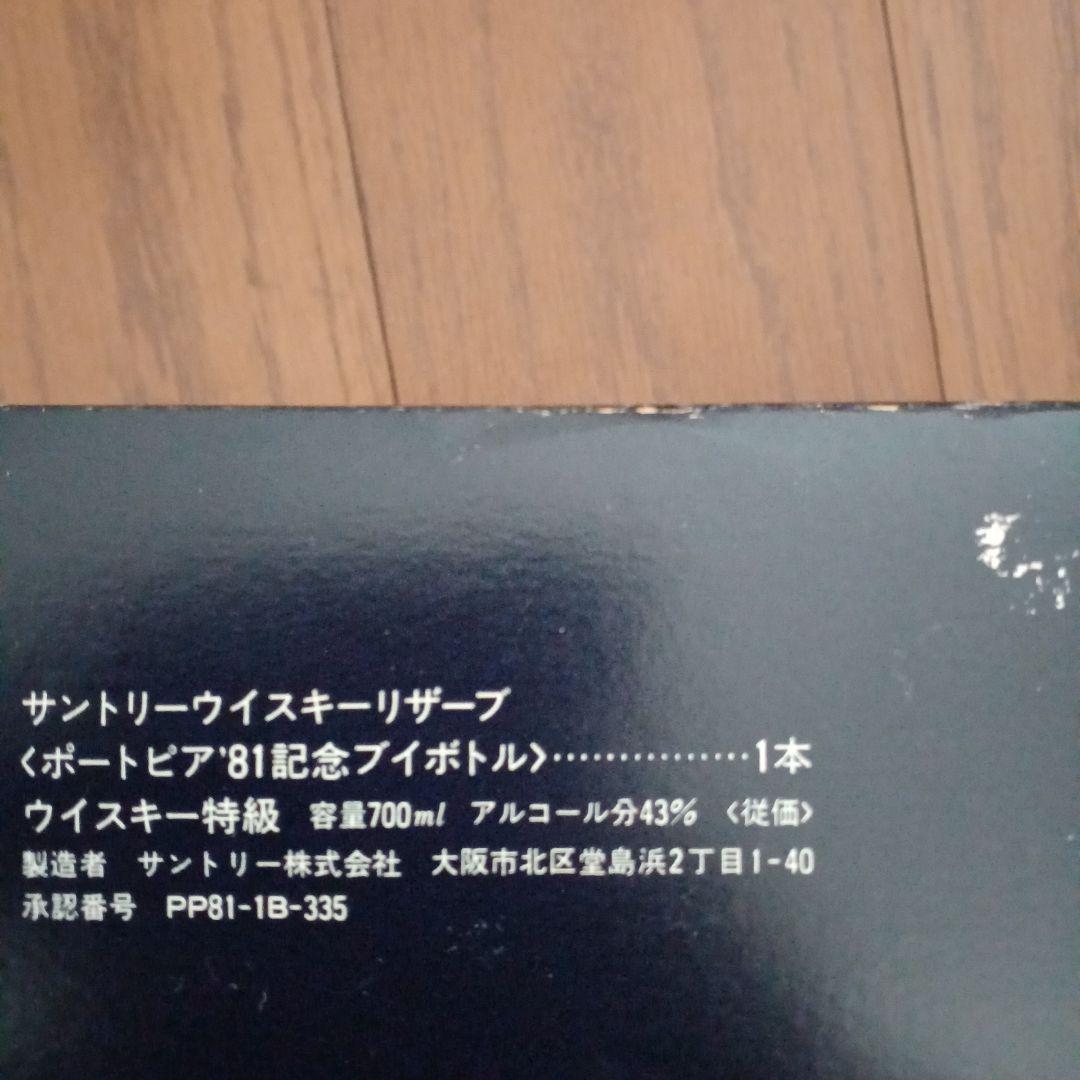 サントリーウイスキーリザーブ
〈ポートピア'81記念ブイボトル〉……………1本
ウイスキー特級 容量700ml アルコール分43% 〈従価〉
製造者 サントリー株式会社 大阪市北区堂島浜2丁目1-40
承認番号 PP81-1B-335